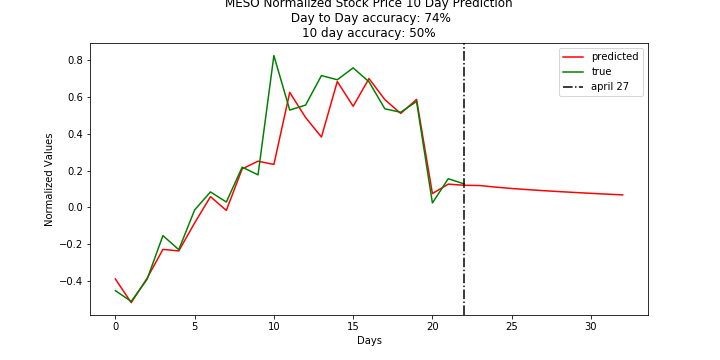 MESO Normalized Stock Price 10 Day Prediction
Day to Day accuracy: 74%
10 day accuracy: 50%
predicted
true
april 27
0.8
0.6
0.4
0.2
0.0
−0.2
−0.4
Normalized Values
0 5 10 15 20 25 30
Days